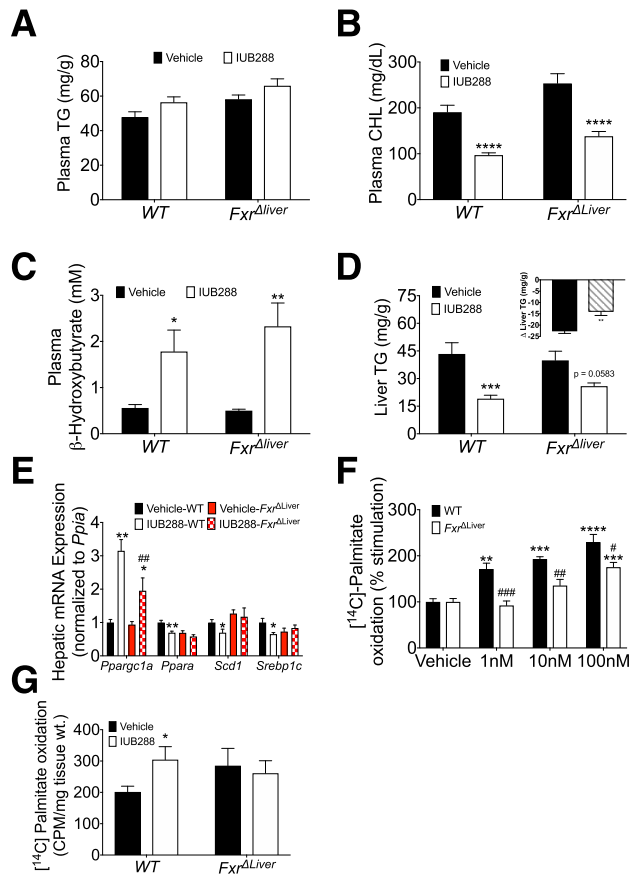 A
Plasma TG (mg/g)
Vehicle IUB288
80
60
40
20
0
WT FxrΔliver
B
Plasma CHL (mg/dL)
Vehicle
IUB288
300
200
100
0
****
****
WT FxrΔLiver
C
Plasma
β-Hydroxybutyrate (mM)
Vehicle IUB288
3
2
1
0
*
**
WT FxrΔliver
D
Liver TG (mg/g)
Vehicle
IUB288
75
60
45
30
15
0
***
p = 0.0583
WT FxrΔliver
Δ Liver TG (mg/g)
0
-5
-10
-15
-20
-25
**
E
Hepatic mRNA Expression
(normalized to Ppia)
Vehicle-WT Vehicle-FxrΔLiver
IUB288-WT IUB288-FxrΔLiver
4
3
2
1
0
**
##
*
**
*
*
Ppargc1a Ppara Scd1 Srebp1c
F
[14C]-Palmitate
oxidation (% stimulation)
WT
FxrΔLiver
300
200
150
100
0
**
###
***
##
****
#
***
Vehicle 1nM 10nM 100nM
G
[14C] Palmitate oxidation
(CPM/mg tissue wt.)
Vehicle
IUB288
400
300
200
100
0
*
WT FxrΔLiver